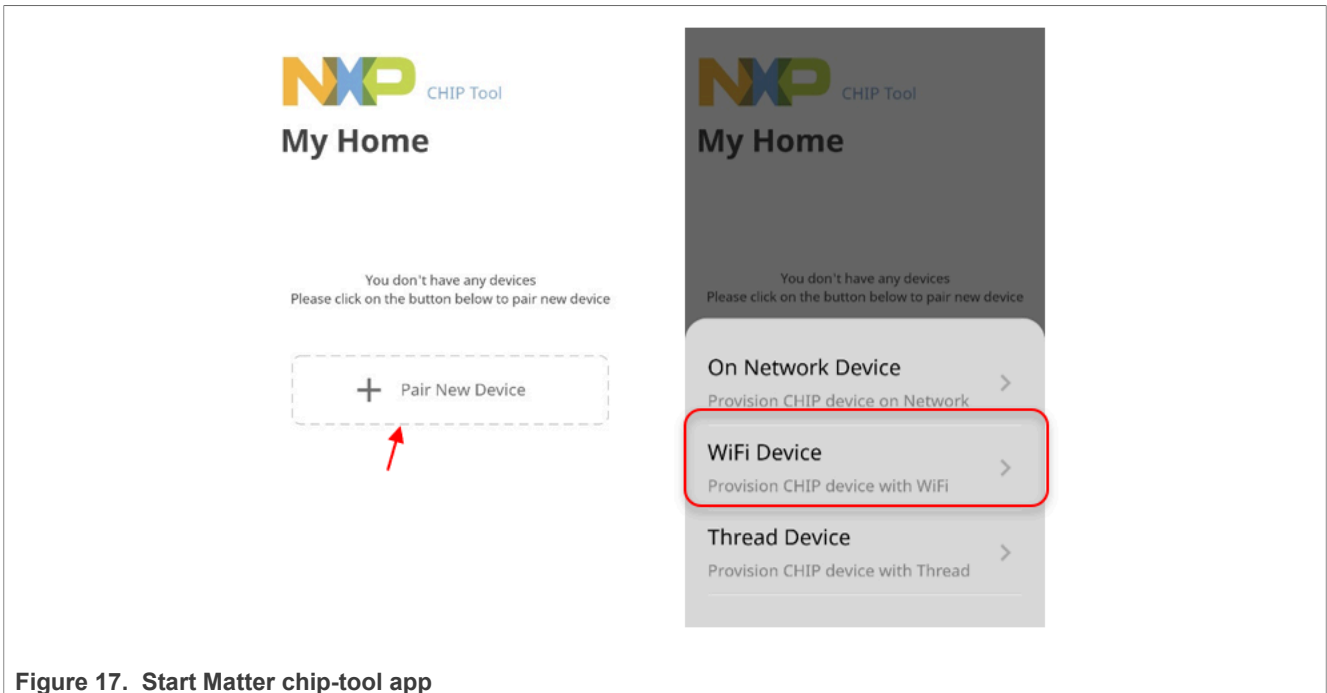 NXP CHIP Tool
My Home
You don't have any devices
Please click on the button below to pair new device
+ Pair New Device
NXP CHIP Tool
My Home
You don't have any devices
Please click on the button below to pair new device
On Network Device
Provision CHIP device on Network
WiFi Device
Provision CHIP device with WiFi
Thread Device
Provision CHIP device with Thread
Figure 17. Start Matter chip-tool app